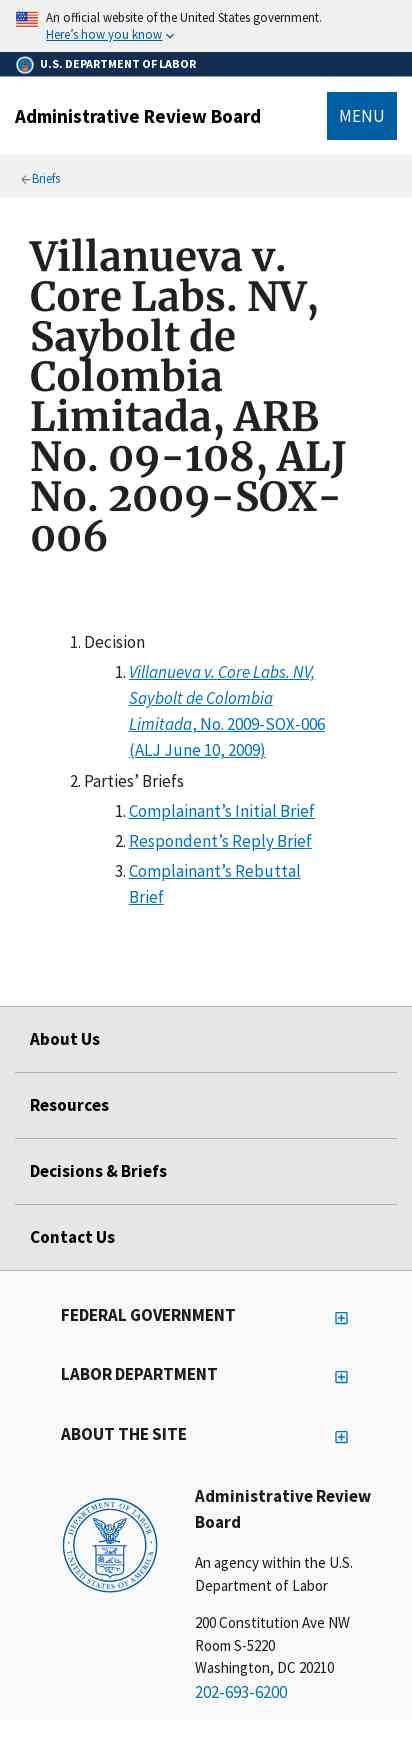 An official website of the United States government.
Here's how you know
U.S. DEPARTMENT OF LABOR
Administrative Review Board
MENU
Briefs
Villanueva v.
Core Labs. NV,
Saybolt de
Colombia
Limitada, ARB
No. 09-108, ALJ
No. 2009-SOX-
006
1. Decision
1. Villanueva v. Core Labs. NV,
Saybolt de Colombia
Limitada, No. 2009-SOX-006
(ALJ June 10, 2009)
2. Parties’ Briefs
1. Complainant’s Initial Brief
2. Respondent’s Reply Brief
3. Complainant’s Rebuttal
Brief
About Us
Resources
Decisions & Briefs
Contact Us
FEDERAL GOVERNMENT
LABOR DEPARTMENT
ABOUT THE SITE
DEPARTMENT OF LABOR
UNITED STATES OF AMERICA
Administrative Review
Board
An agency within the U.S.
Department of Labor
200 Constitution Ave NW
Room S-5220
Washington, DC 20210
202-693-6200